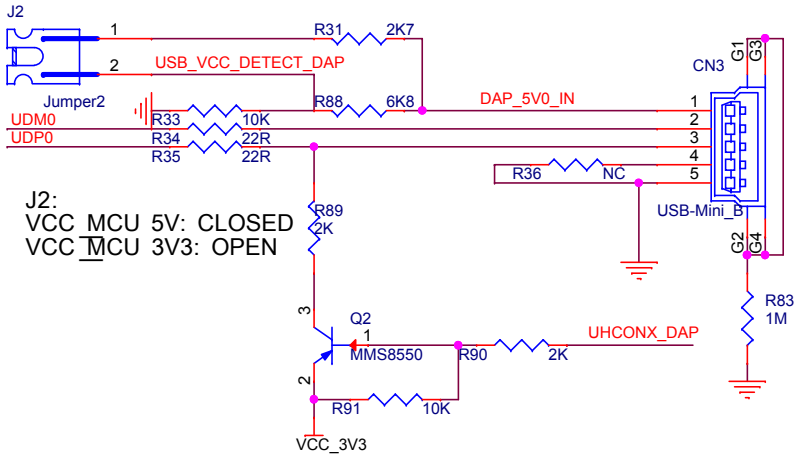 J2
1
R31
2K7
2
USB_VCC_DETECT_DAP
Jumper2
R88
6K8
DAP_5V0_IN
CN3
G1
G3
1
2
3
4
5
UDM0
R33
10K
UDP0
R34
22R
R35
22R
R36
NC
USB-Mini_B
G2
G4
J2:
VCC_MCU 5V: CLOSED
VCC_MCU 3V3: OPEN
R89
2K
R83
1M
3
Q2
1
MMS8550
R90
2K
UHCONX_DAP
2
R91
10K
VCC_3V3